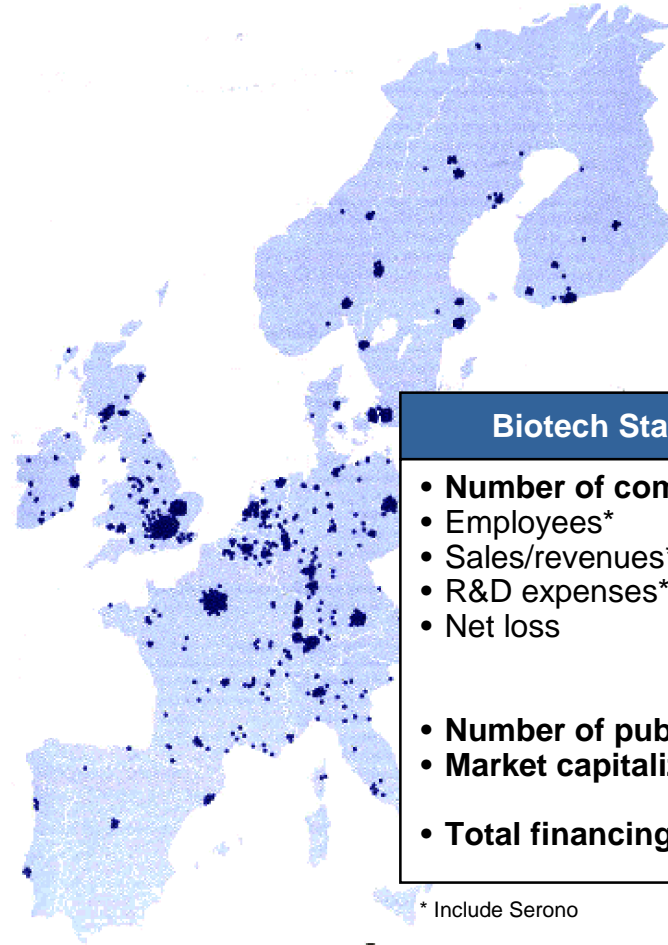 Biotech Sta
• Number of com
• Employees*
• Sales/revenues*
• R&D expenses*
• Net loss
• Number of pub
• Market capitali
• Total financing
* Include Serono